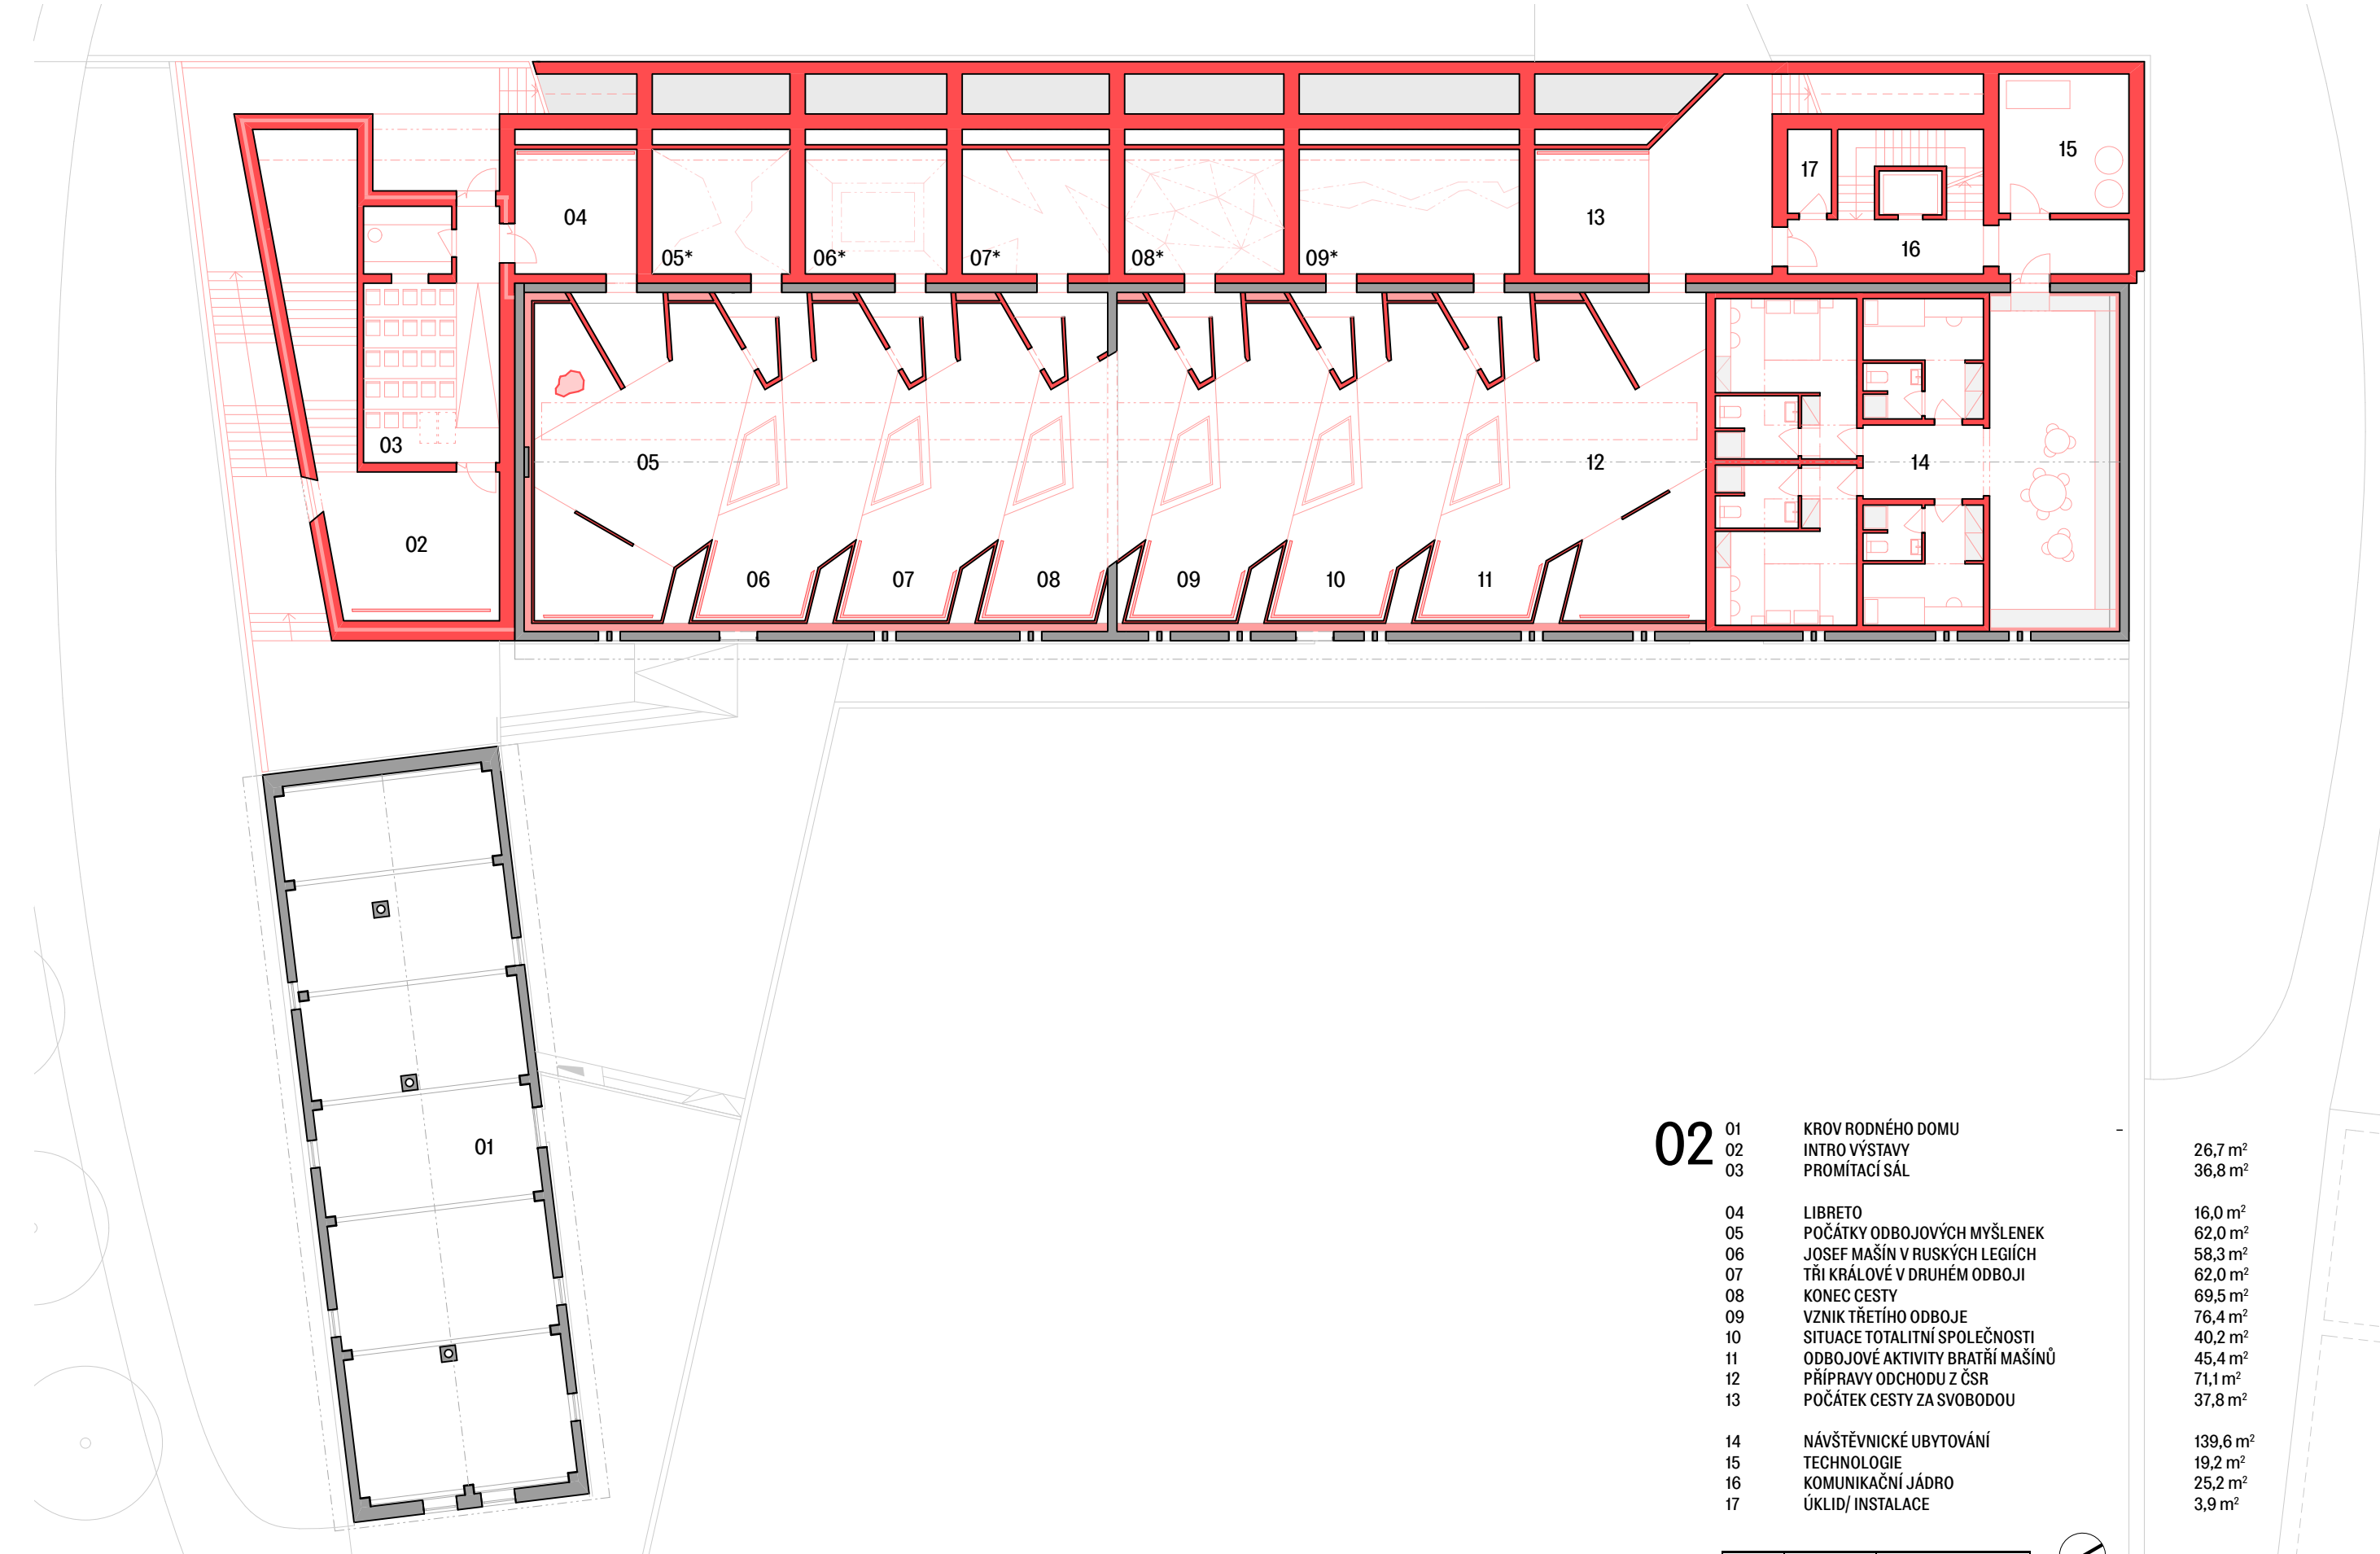 15
17
04
13
16
05*
06*
07*
08*
09*
03
05
12
14
02
06
07
08
09
10
11
01
02
01 KROV RODNÉHO DOMU –
02 INTRO VÝSTAVY 26,7 m²
03 PROMÍTACÍ SÁL 36,8 m²
04 LIBRETO 16,0 m²
05 POČÁTKY ODBOJOVÝCH MYŠLENEK 62,0 m²
06 JOSEF MAŠÍN V RUSKÝCH LEGIÍCH 58,3 m²
07 TŘI KRÁLOVÉ V DRUHÉM ODBOJI 62,0 m²
08 KONEC CESTY 69,5 m²
09 VZNIK TŘETÍHO ODBOJE 76,4 m²
10 SITUACE TOTALITNÍ SPOLEČNOSTI 40,2 m²
11 ODBOJOVÉ AKTIVITY BRATŘÍ MAŠÍNŮ 45,4 m²
12 PŘÍPRAVY ODCHODU Z ČSR 71,1 m²
13 POČÁTEK CESTY ZA SVOBODOU 37,8 m²
14 NÁVŠTĚVNICKÉ UBYTOVÁNÍ 139,6 m²
15 TECHNOLOGIE 19,2 m²
16 KOMUNIKAČNÍ JÁDRO 25,2 m²
17 ÚKLID/ INSTALACE 3,9 m²